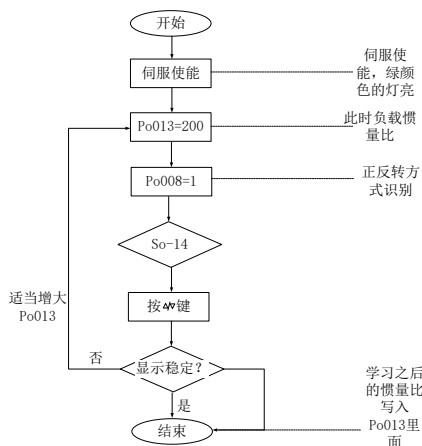 开始
伺服使能
伺服使
能，绿颜
色的灯亮
Po013=200
此时负载惯
量比
Po008=1
正反转方
式识别
So-14
适当增大
Po013
按键
否
显示稳定?
是
学习之后
的惯量比
写入
Po013里
面
结束